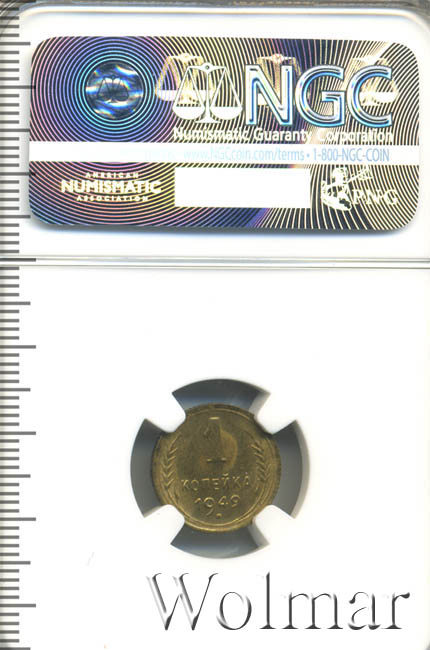 NGC
Numismatic Guaranty Corporation
www.NGCcoin.com/terms • 1-800-NGC-COIN
AMERICAN
NUMISMATIC
ASSOCIATION
PNG
1
КОПЕЙКА
1949
Wolmar